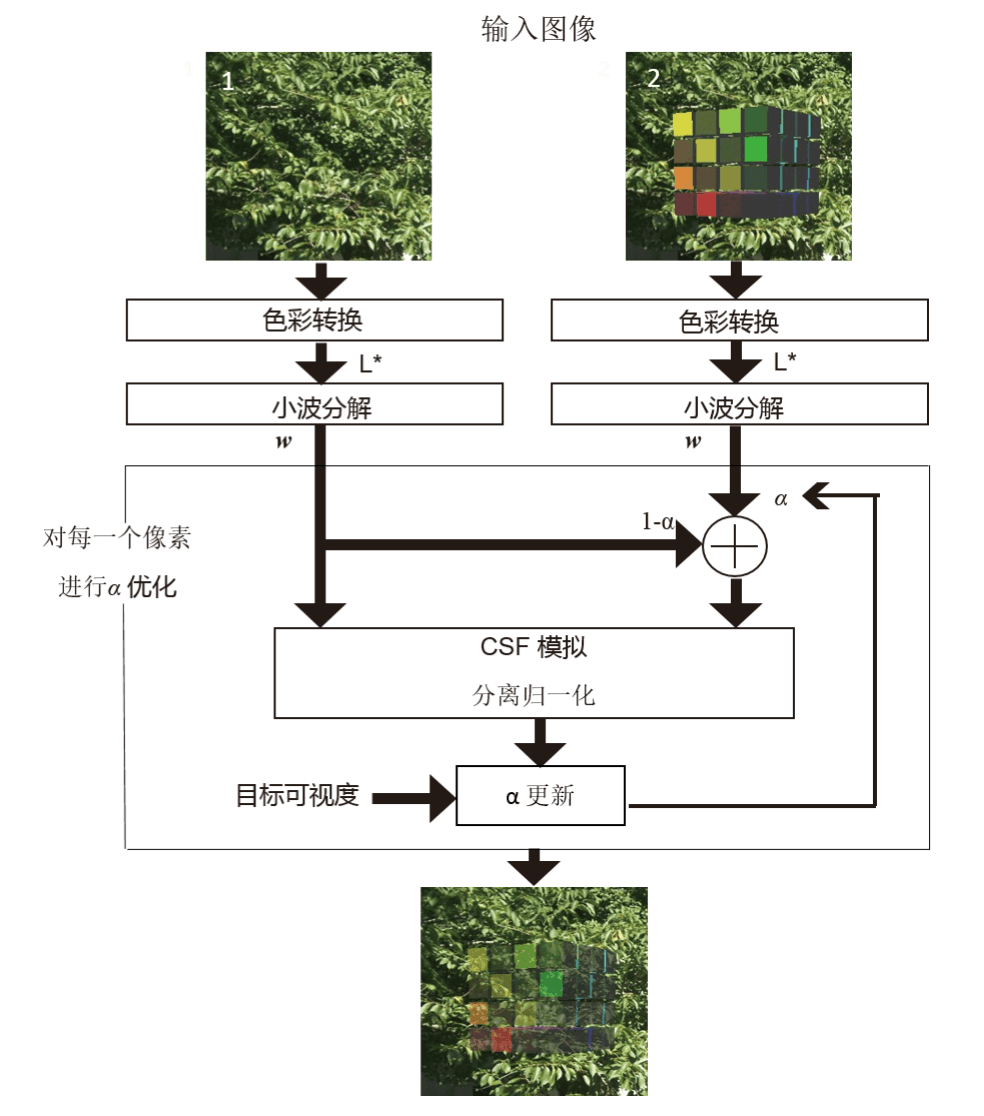 输入图像
1
2
色彩转换
色彩转换
L*
L*
小波分解
小波分解
w
w
α
1-α
对每一个像素
进行α 优化
CSF 模拟
分离归一化
目标可视度
α 更新